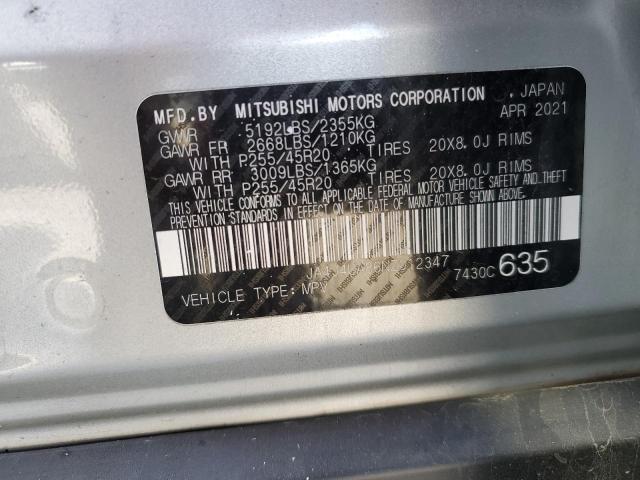 MFD.BY MITSUBISHI MOTORS CORPORATION , JAPAN
GVWR 5192LBS/2355KG APR 2021
GAWR FR 2668LBS/1210KG
WITH P255/45R20 TIRES 20X8.0J RIMS
GAWR RR 3009LBS/1365KG
WITH P255/45R20 TIRES 20X8.0J RIMS
THIS VEHICLE CONFORMS TO ALL APPLICABLE FEDERAL MOTOR VEHICLE SAFETY AND THEFT
PREVENTION STANDARDS IN EFFECT ON THE DATE OF MANUFACTURE SHOWN ABOVE.
7430C 635
VEHICLE TYPE: MPV